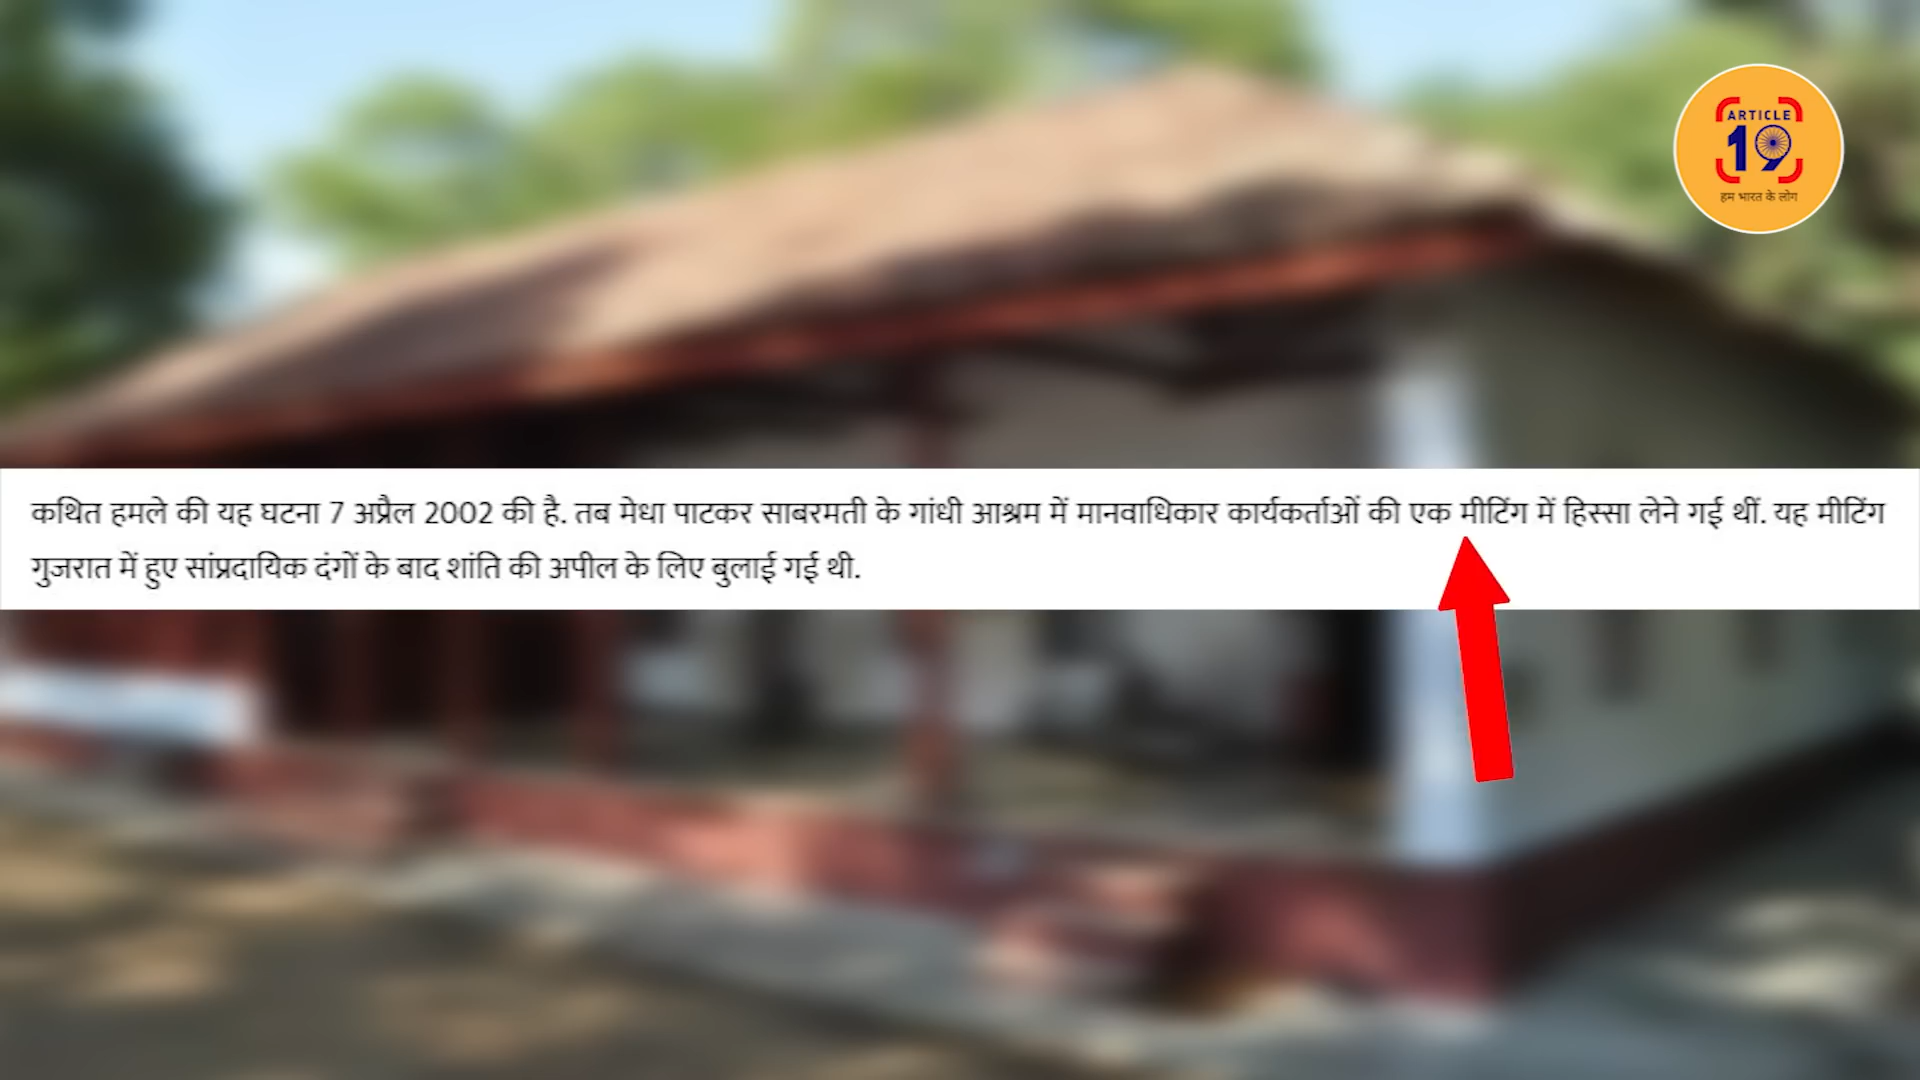 ARTICLE
19
हम भारत के लोग
कथित हमले की यह घटना 7 अप्रैल 2002 की है. तब मेधा पाटकर साबरमती के गांधी आश्रम में मानवाधिकार कार्यकर्ताओं की एक मीटिंग में हिस्सा लेने गई थीं. यह मीटिंग
गुजरात में हुए सांप्रदायिक दंगों के बाद शांति की अपील के लिए बुलाई गई थी.